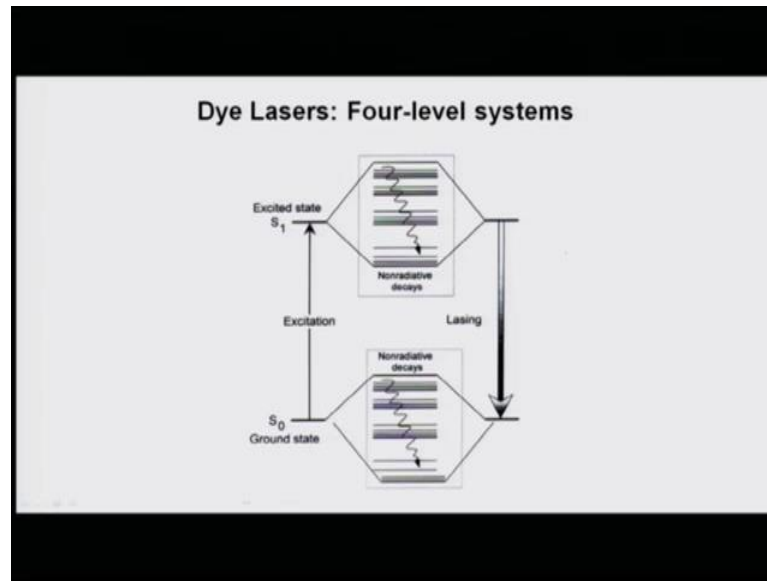 Dye Lasers: Four-level systems
Excited state
S1
Nonradiative
decays
Excitation
Lasing
Nonradiative
decays
S0
Ground state